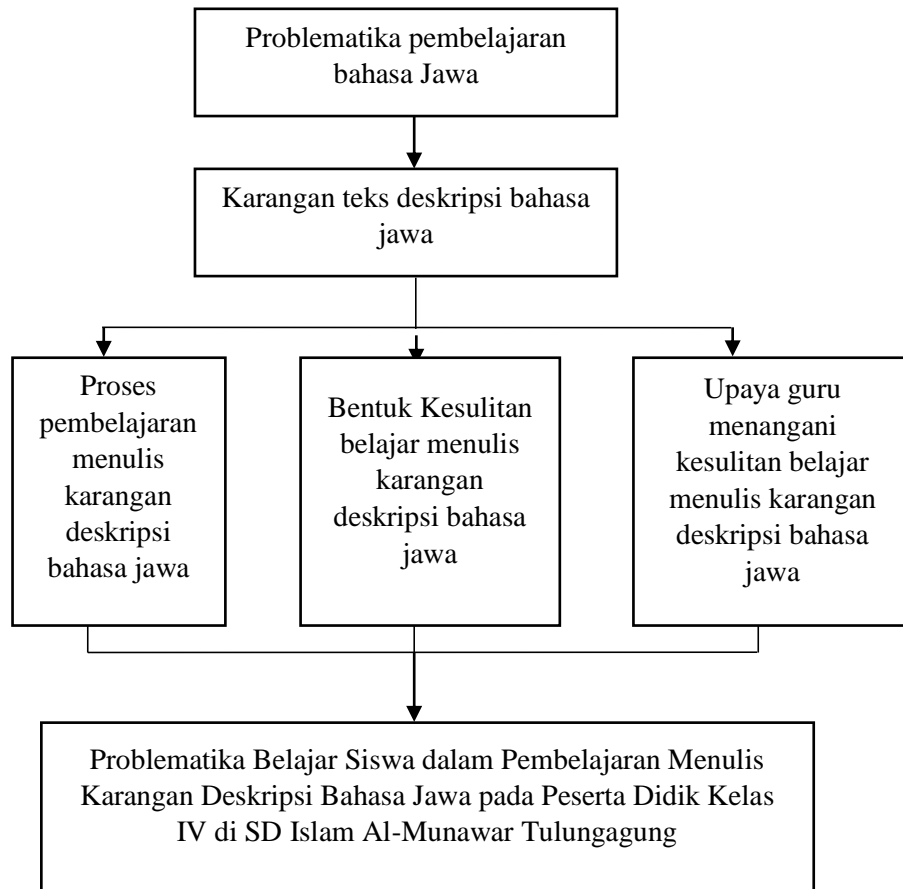 Problematika pembelajaran
bahasa Jawa
Karangan teks deskripsi bahasa
jawa
Proses
pembelajaran
menulis
karangan
deskripsi
bahasa jawa
Bentuk Kesulitan
belajar menulis
karangan
deskripsi bahasa
jawa
Upaya guru
menangani
kesulitan belajar
menulis karangan
deskripsi bahasa
jawa
Problematika Belajar Siswa dalam Pembelajaran Menulis
Karangan Deskripsi Bahasa Jawa pada Peserta Didik Kelas
IV di SD Islam Al-Munawar Tulungagung